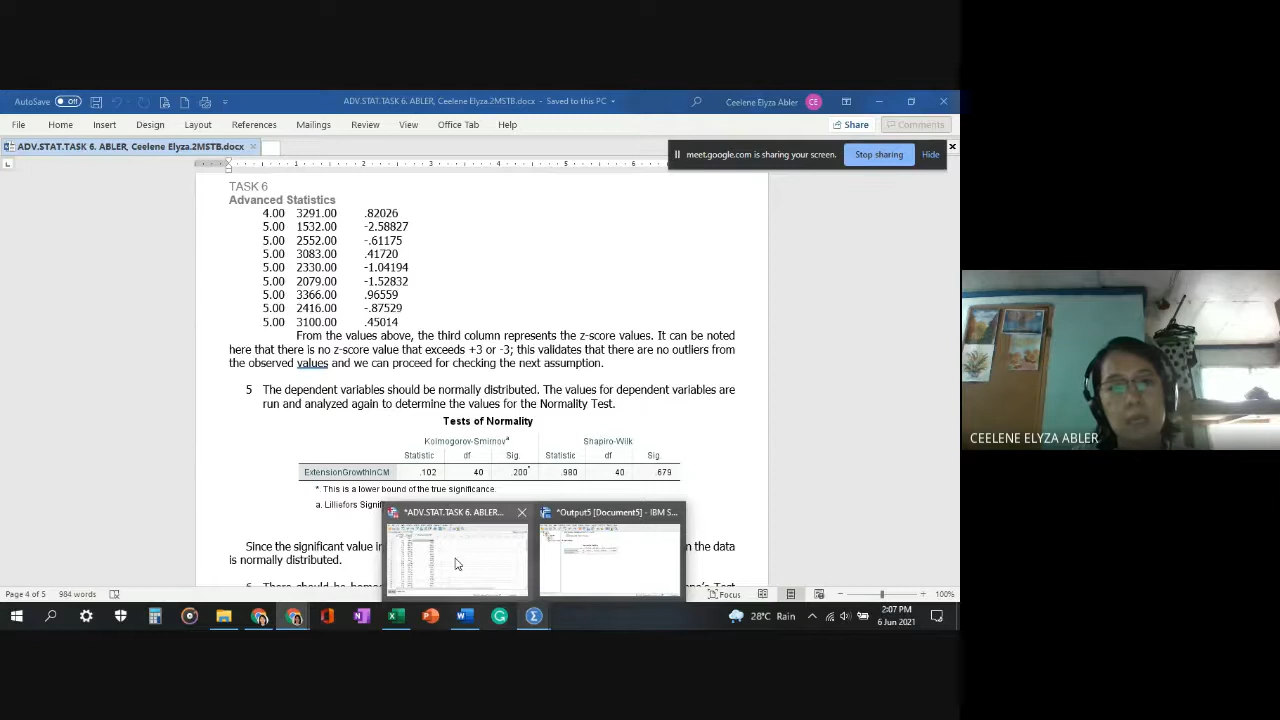 AutoSave Off
ADV.STAT.TASK 6. ABLER, Ceelene Elyza.2MSTB.docx - Saved to this PC
Ceelene Elyza Abler CE
File Home Insert Design Layout References Mailings Review View Office Tab Help
Share Comments
ADV.STAT.TASK 6. ABLER, Ceelene Elyza.2MSTB.docx
meet.google.com is sharing your screen. Stop sharing Hide
1 2 3 4 5 6
TASK 6
Advanced Statistics
4.00 3291.00 .82026
5.00 1532.00 -2.58827
5.00 2552.00 -.61175
5.00 3083.00 .41720
5.00 2330.00 -1.04194
5.00 2079.00 -1.52832
5.00 3366.00 .96559
5.00 2416.00 -.87529
5.00 3100.00 .45014
From the values above, the third column represents the z-score values. It can be noted
here that there is no z-score value that exceeds +3 or -3; this validates that there are no outliers from
the observed values and we can proceed for checking the next assumption.
5 The dependent variables should be normally distributed. The values for dependent variables are
run and analyzed again to determine the values for the Normality Test.
Tests of Normality
Kolmogorov-Smirnovª Shapiro-Wilk
Statistic df Sig. Statistic df Sig.
ExtensionGrowthInCM .102 40 .200* .980 40 .679
* This is a lower bound of the true significance.
a. Lilliefors Signifi
*ADV.STAT.TASK 6. ABLER... *Output5 [Document5] - IBM S...
Since the significant value in m the data
is normally distributed.
Page 4 of 5 984 words Focus 100%
28°C Rain 2:07 PM
6 Jun 2021
CEELENE ELYZA ABLER